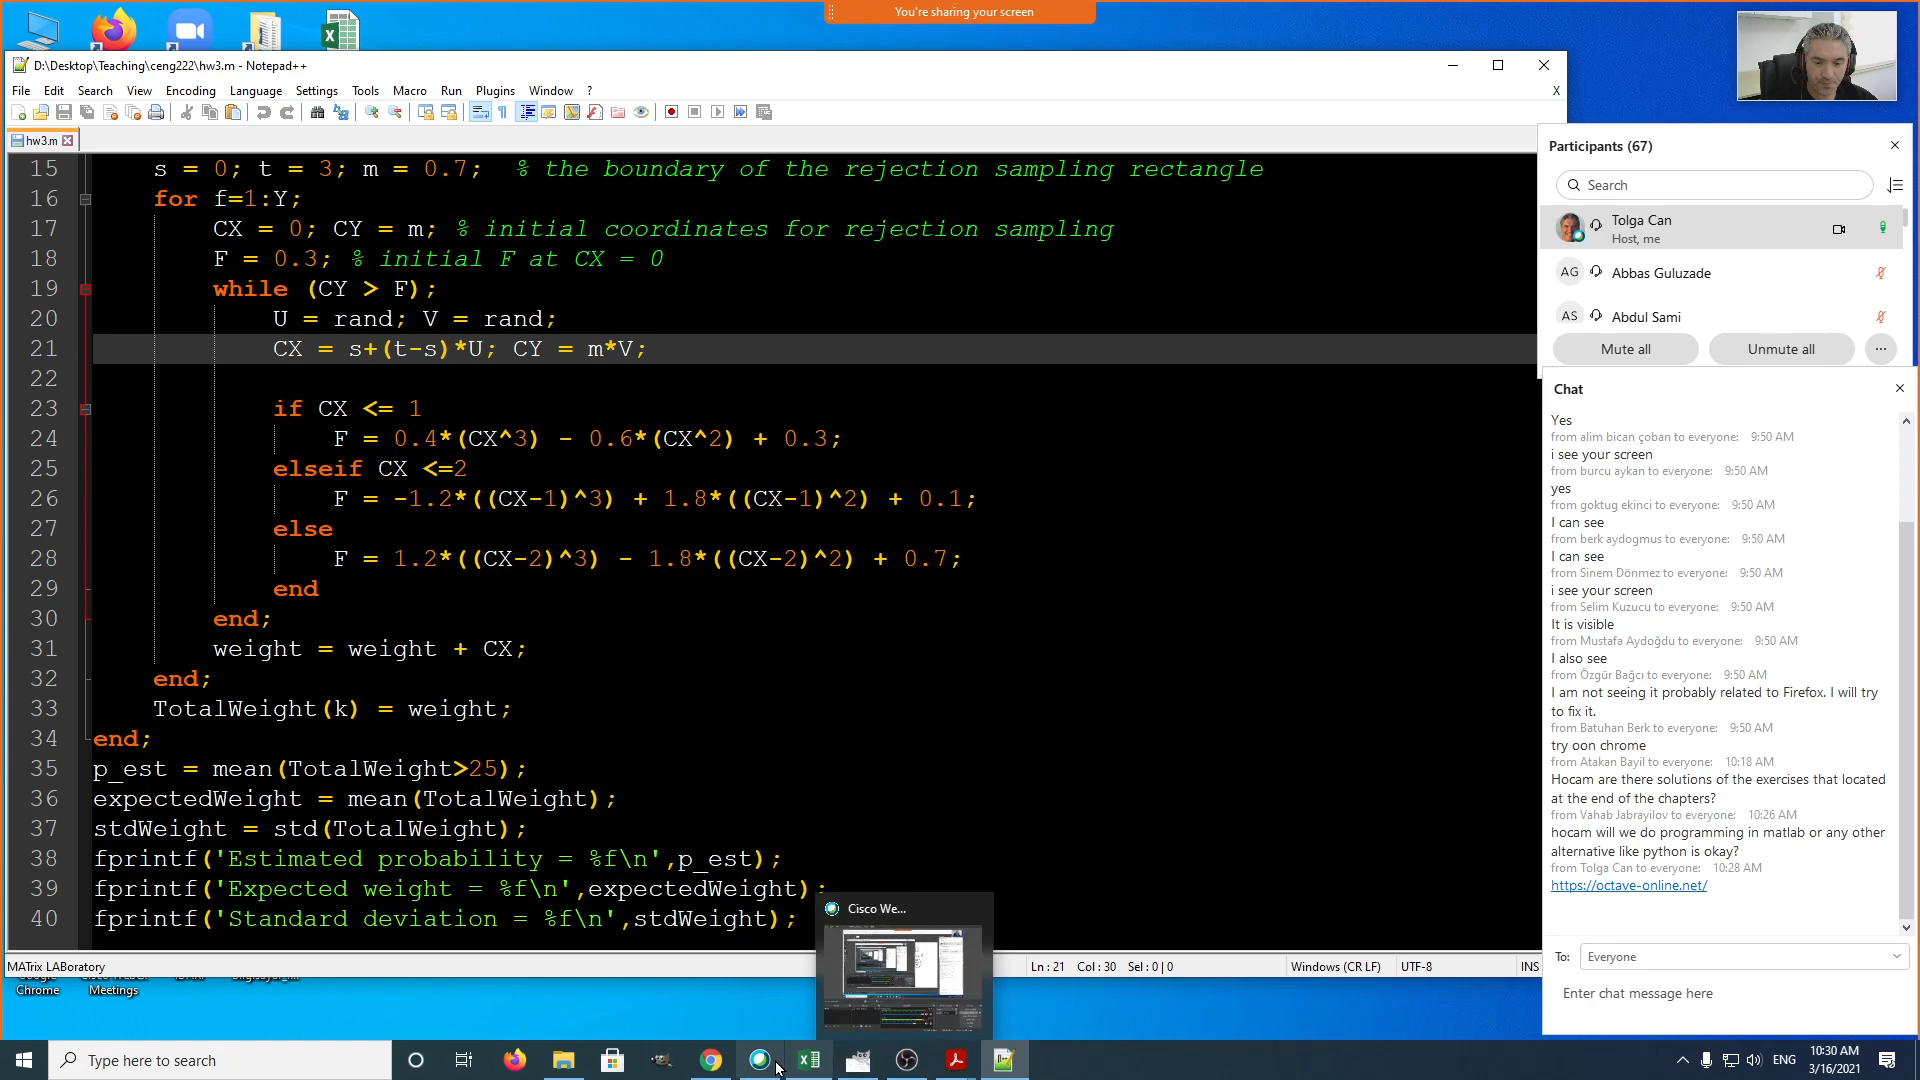 You're sharing your screen
D:\Desktop\Teaching\ceng222\hw3.m - Notepad++
File Edit Search View Encoding Language Settings Tools Macro Run Plugins Window ? X
hw3.m
15 s = 0; t = 3; m = 0.7; % the boundary of the rejection sampling rectangle
16 for f=1:Y;
17 CX = 0; CY = m; % initial coordinates for rejection sampling
18 F = 0.3; % initial F at CX = 0
19 while (CY > F);
20 U = rand; V = rand;
21 CX = s+(t-s)*U; CY = m*V;
22
23 if CX <= 1
24 F = 0.4*(CX^3) - 0.6*(CX^2) + 0.3;
25 elseif CX <=2
26 F = -1.2*((CX-1)^3) + 1.8*((CX-1)^2) + 0.1;
27 else
28 F = 1.2*((CX-2)^3) - 1.8*((CX-2)^2) + 0.7;
29 end
30 end;
31 weight = weight + CX;
32 end;
33 TotalWeight(k) = weight;
34 end;
35 p_est = mean(TotalWeight>25);
36 expectedWeight = mean(TotalWeight);
37 stdWeight = std(TotalWeight);
38 fprintf('Estimated probability = %f\n',p_est);
39 fprintf('Expected weight = %f\n',expectedWeight);
40 fprintf('Standard deviation = %f\n',stdWeight);
Cisco We...
MATrix LABoratory
Ln : 21 Col : 30 Sel : 0 | 0
Windows (CR LF)
UTF-8
INS
Chrome
Meetings
Participants (67)
Search
Tolga Can
Host, me
AG Abbas Guluzade
AS Abdul Sami
Mute all
Unmute all
Chat
Yes
from alim bican çoban to everyone: 9:50 AM
i see your screen
from burcu aykan to everyone: 9:50 AM
yes
from goktug ekinci to everyone: 9:50 AM
I can see
from berk aydogmus to everyone: 9:50 AM
I can see
from Sinem Dönmez to everyone: 9:50 AM
i see your screen
from Selim Kuzucu to everyone: 9:50 AM
It is visible
from Mustafa Aydoğdu to everyone: 9:50 AM
I also see
from Özgür Bağcı to everyone: 9:50 AM
I am not seeing it probably related to Firefox. I will try
to fix it.
from Batuhan Berk to everyone: 9:50 AM
try oon chrome
from Atakan Bayil to everyone: 10:18 AM
Hocam are there solutions of the exercises that located
at the end of the chapters?
from Vahab Jabrayilov to everyone: 10:26 AM
hocam will we do programming in matlab or any other
alternative like python is okay?
from Tolga Can to everyone: 10:28 AM
https://octave-online.net/
To: Everyone
Enter chat message here
Type here to search
ENG
10:30 AM
3/16/2021